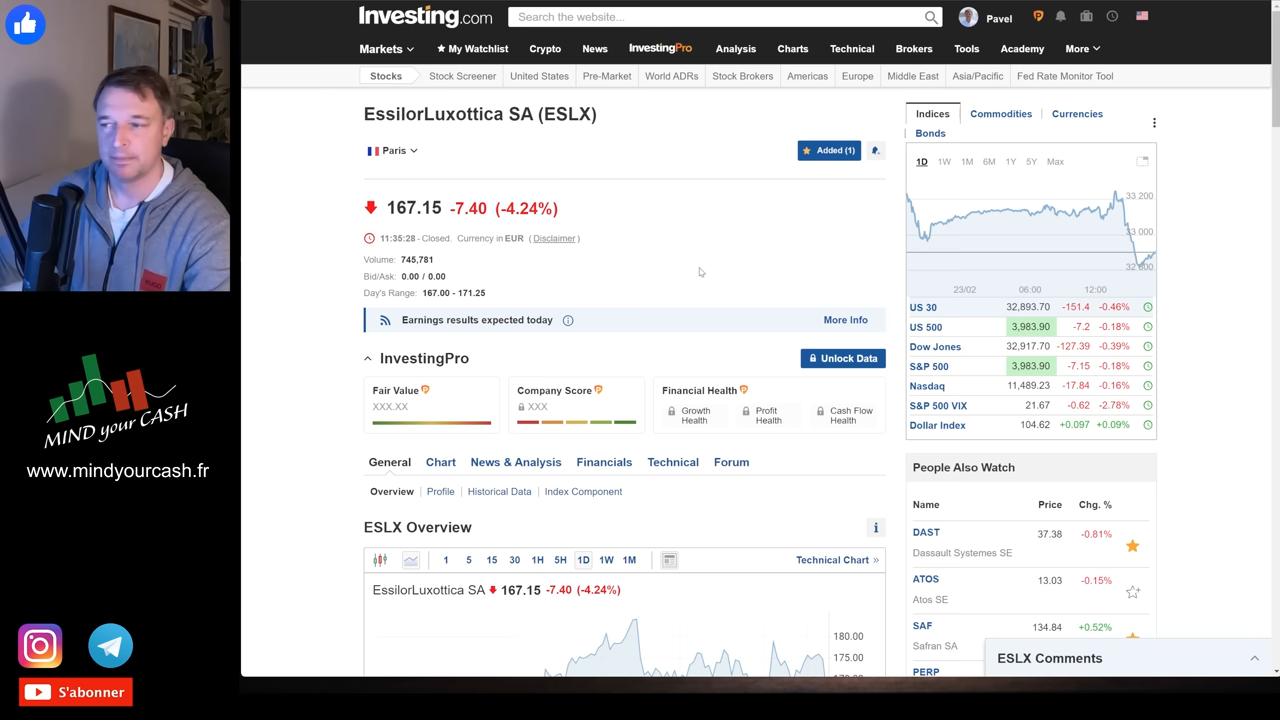 Investing.com
Search the website...
Pavel
Markets
My Watchlist
Crypto
News
InvestingPro
Analysis
Charts
Technical
Brokers
Tools
Academy
More
Stocks
Stock Screener
United States
Pre-Market
World ADRs
Stock Brokers
Americas
Europe
Middle East
Asia/Pacific
Fed Rate Monitor Tool
EssilorLuxottica SA (ESLX)
Paris
Added (1)
167.15 -7.40 (-4.24%)
11:35:28 - Closed. Currency in EUR ( Disclaimer )
Volume: 745,781
Bid/Ask: 0.00 / 0.00
Day's Range: 167.00 - 171.25
Earnings results expected today
More Info
InvestingPro
Unlock Data
Fair Value
XXX.XX
Company Score
XXX
Financial Health
Growth Health
Profit Health
Cash Flow Health
General
Chart
News & Analysis
Financials
Technical
Forum
Overview
Profile
Historical Data
Index Component
ESLX Overview
1 5 15 30 1H 5H 1D 1W 1M
Technical Chart »
EssilorLuxottica SA 167.15 -7.40 (-4.24%)
180.00
175.00
Indices
Commodities
Currencies
Bonds
1D 1W 1M 6M 1Y 5Y Max
33 200
33 000
32 800
23/02 06:00 12:00
US 30 32,893.70 -151.4 -0.46%
US 500 3,983.90 -7.2 -0.18%
Dow Jones 32,917.70 -127.39 -0.39%
S&P 500 3,983.90 -7.15 -0.18%
Nasdaq 11,489.23 -17.84 -0.16%
S&P 500 VIX 21.67 -0.62 -2.78%
Dollar Index 104.62 +0.097 +0.09%
People Also Watch
Name Price Chg. %
DAST 37.38 -0.81%
Dassault Systemes SE
ATOS 13.03 -0.15%
Atos SE
SAF 134.84 +0.52%
Safran SA
PERP
ESLX Comments
MIND your CASH
www.mindyourcash.fr
S'abonner